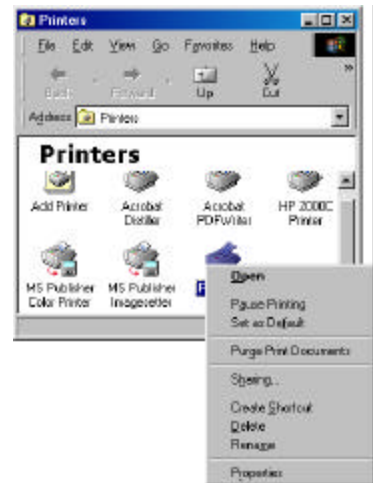 Printers
File Edit View Go Favorites Help
Back Forward Up Cut »
Address Printers
Printers
Add Printer Acrobat Distiller Acrobat PDFWriter HP 2000C Printer
MS Publisher Color Printer MS Publisher Imagesetter
Open
Pause Printing
Set as Default
Purge Print Documents
Sharing...
Create Shortcut
Delete
Rename
Properties